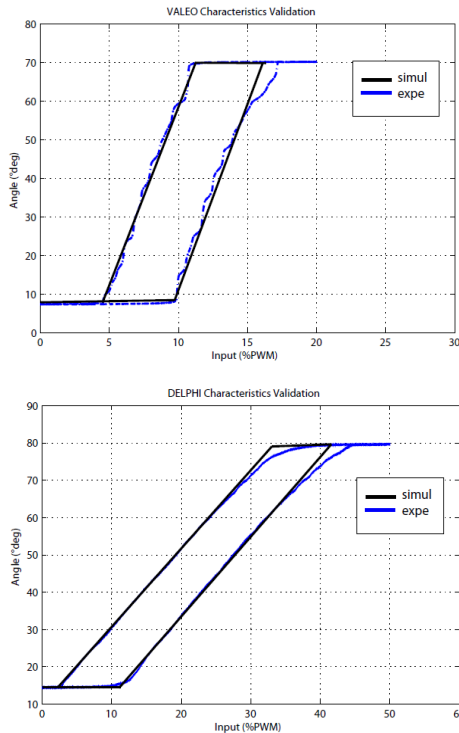 VALEO Characteristics Validation
80
70
60
50
40
30
20
10
0
Angle (°deg)
simul
expe
0 5 10 15 20 25 30
Input (%PWM)
DELPHI Characteristics Validation
90
80
70
60
50
40
30
20
10
Angle (°deg)
simul
expe
0 10 20 30 40 50
Input (%PWM)